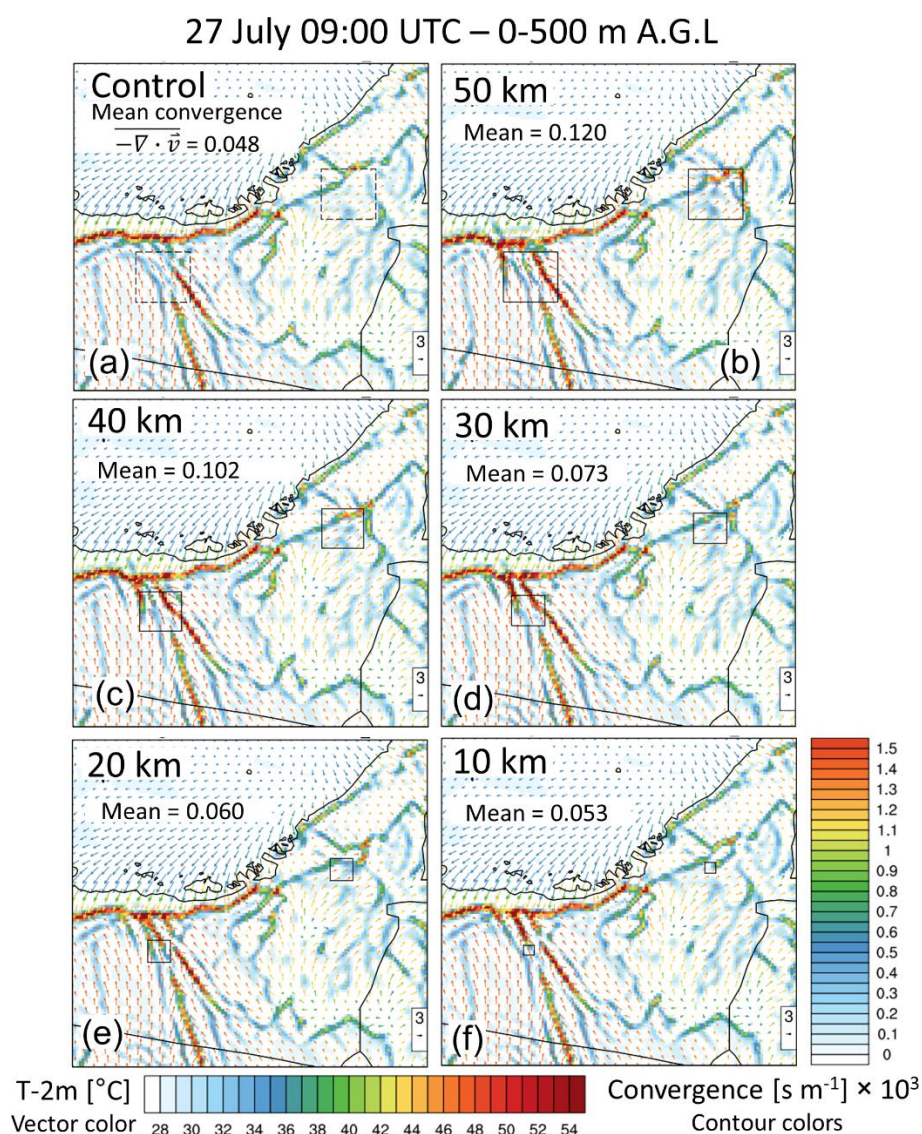 27 July 09:00 UTC – 0-500 m A.G.L
Control
Mean convergence
−∇ · v⃗ = 0.048
(a)
3
50 km
Mean = 0.120
(b)
3
40 km
Mean = 0.102
(c)
3
30 km
Mean = 0.073
(d)
3
20 km
Mean = 0.060
(e)
3
10 km
Mean = 0.053
(f)
3
1.5
1.4
1.3
1.2
1.1
1
0.9
0.8
0.7
0.6
0.5
0.4
0.3
0.2
0.1
0
T-2m [°C]
Vector color
28 30 32 34 36 38 40 42 44 46 48 50 52 54
Convergence [s m⁻¹] × 10³
Contour colors